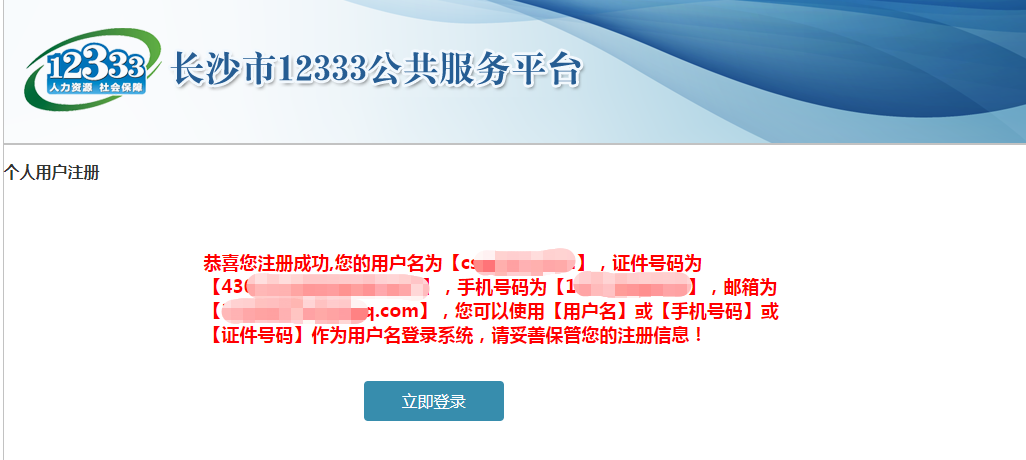 12333
人力资源 社会保障
长沙市12333公共服务平台
个人用户注册
恭喜您注册成功,您的用户名为【cs】，证件号码为
【430】，手机号码为【1】，邮箱为
【q.com】，您可以使用【用户名】或【手机号码】或
【证件号码】作为用户名登录系统，请妥善保管您的注册信息！
立即登录